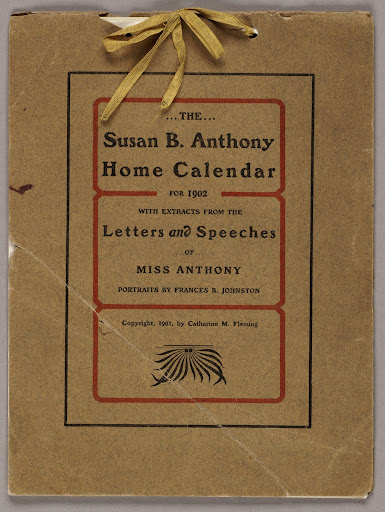 ...THE...
Susan B. Anthony
Home Calendar
FOR 1902
WITH EXTRACTS FROM THE
Letters and Speeches
...OF...
MISS ANTHONY
PORTRAITS BY FRANCES B. JOHNSTON
Copyright, 1901, by Catharine M. Fleming